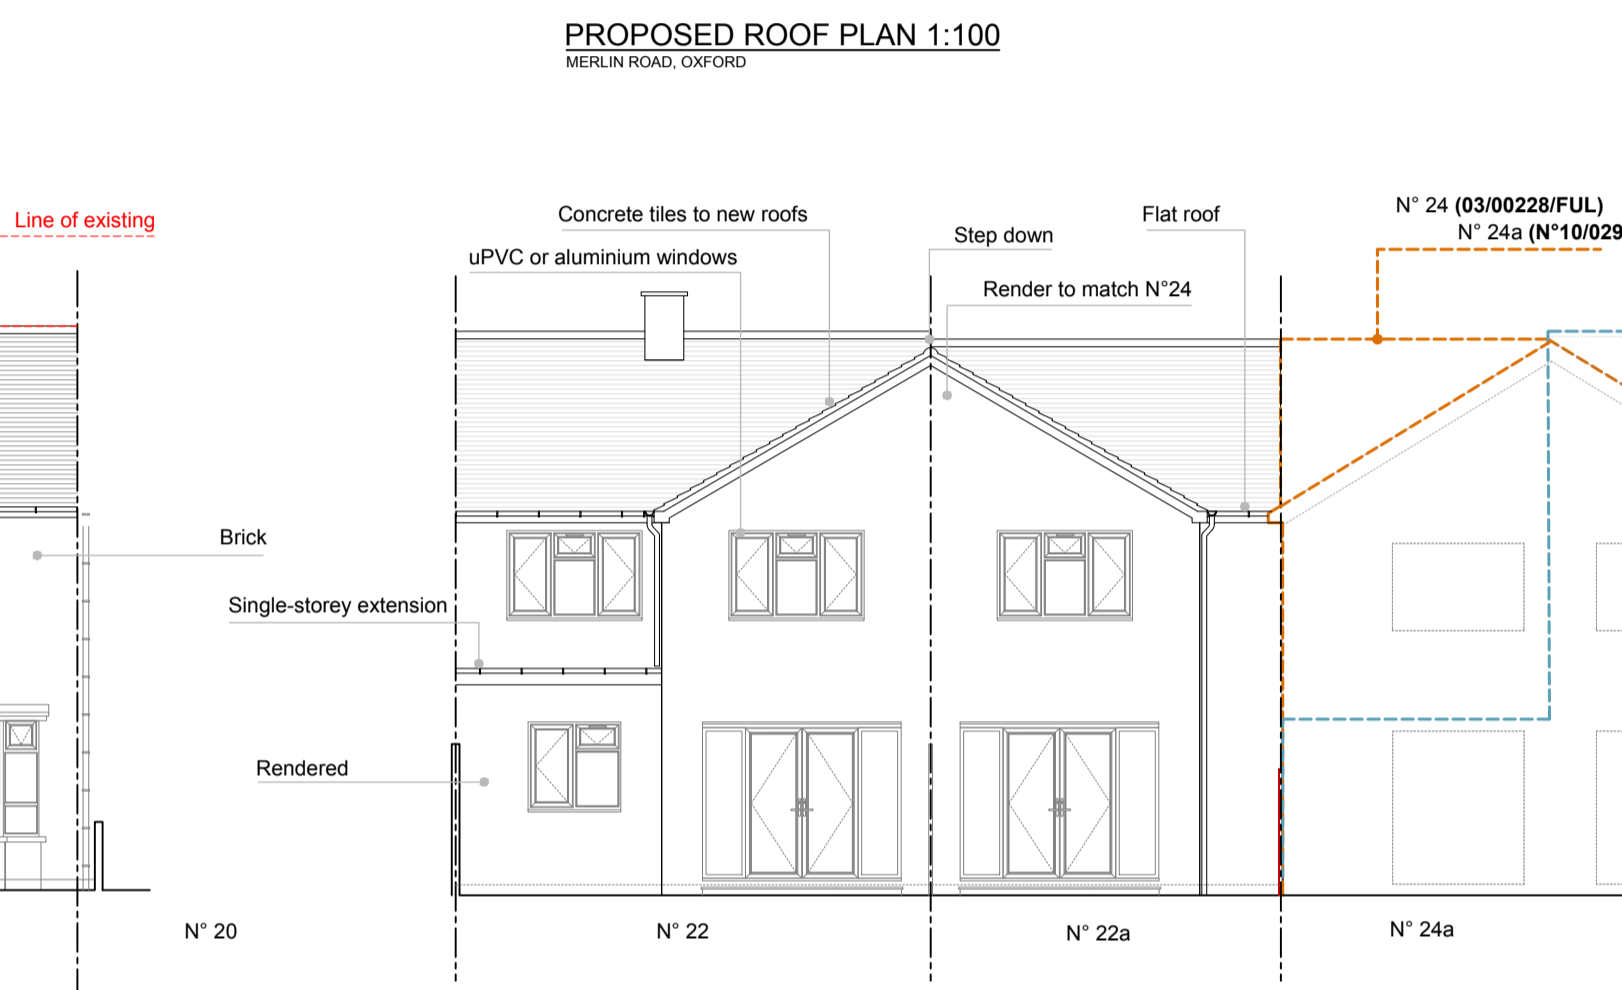 PROPOSED ROOF PLAN 1:100
MERLIN ROAD, OXFORD
Line of existing
Concrete tiles to new roofs
uPVC or aluminium windows
Step down
Flat roof
Render to match N°24
N° 24 (03/00228/FUL)
N° 24a (N°10/029
Brick
Single-storey extension
Rendered
N° 20
N° 22
N° 22a
N° 24a